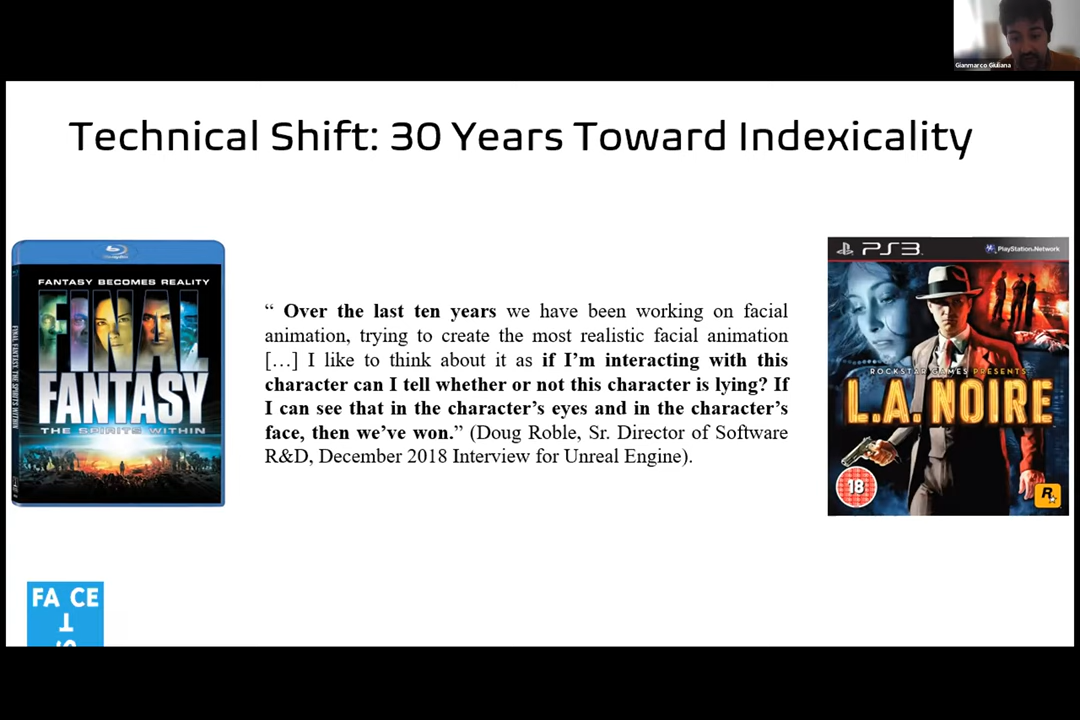 Gianmarco Giuliana
Technical Shift: 30 Years Toward Indexicality
FANTASY BECOMES REALITY
FINAL
FANTASY
THE SPIRITS WITHIN
FINAL FANTASY: THE SPIRITS WITHIN
“ Over the last ten years we have been working on facial
animation, trying to create the most realistic facial animation
[…] I like to think about it as if I’m interacting with this
character can I tell whether or not this character is lying? If
I can see that in the character’s eyes and in the character’s
face, then we’ve won.” (Doug Roble, Sr. Director of Software
R&D, December 2018 Interview for Unreal Engine).
PS3
PlayStation Network
ROCKSTAR GAMES PRESENTS
L.A. NOIRE
18
R
FA CE